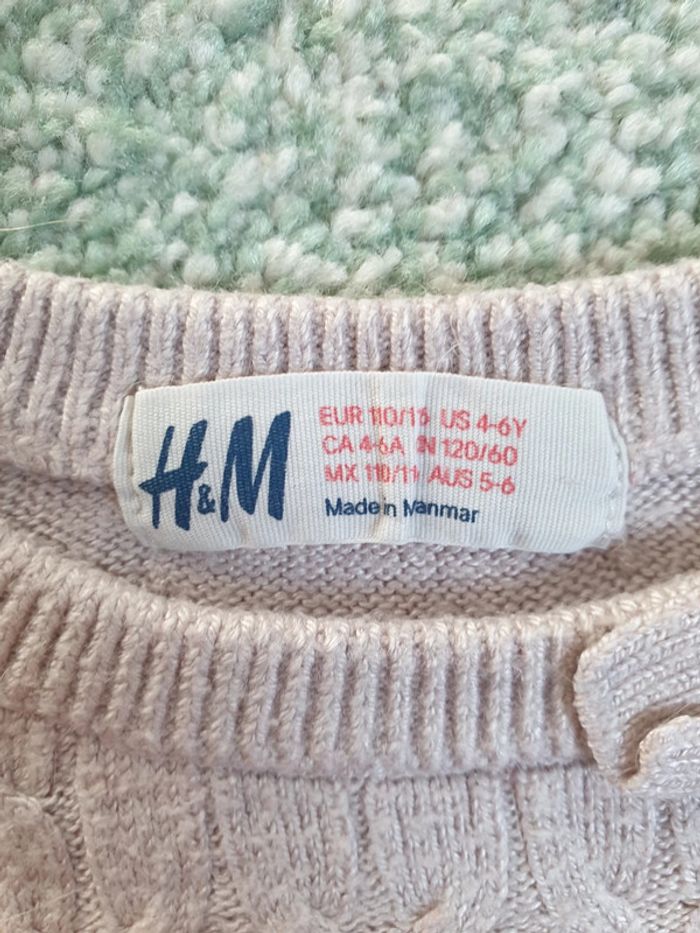 H&M
EUR 110/116 US 4-6Y
CA 4-6A IN 120/60
MX 110/116 AUS 5-6
Made in Myanmar